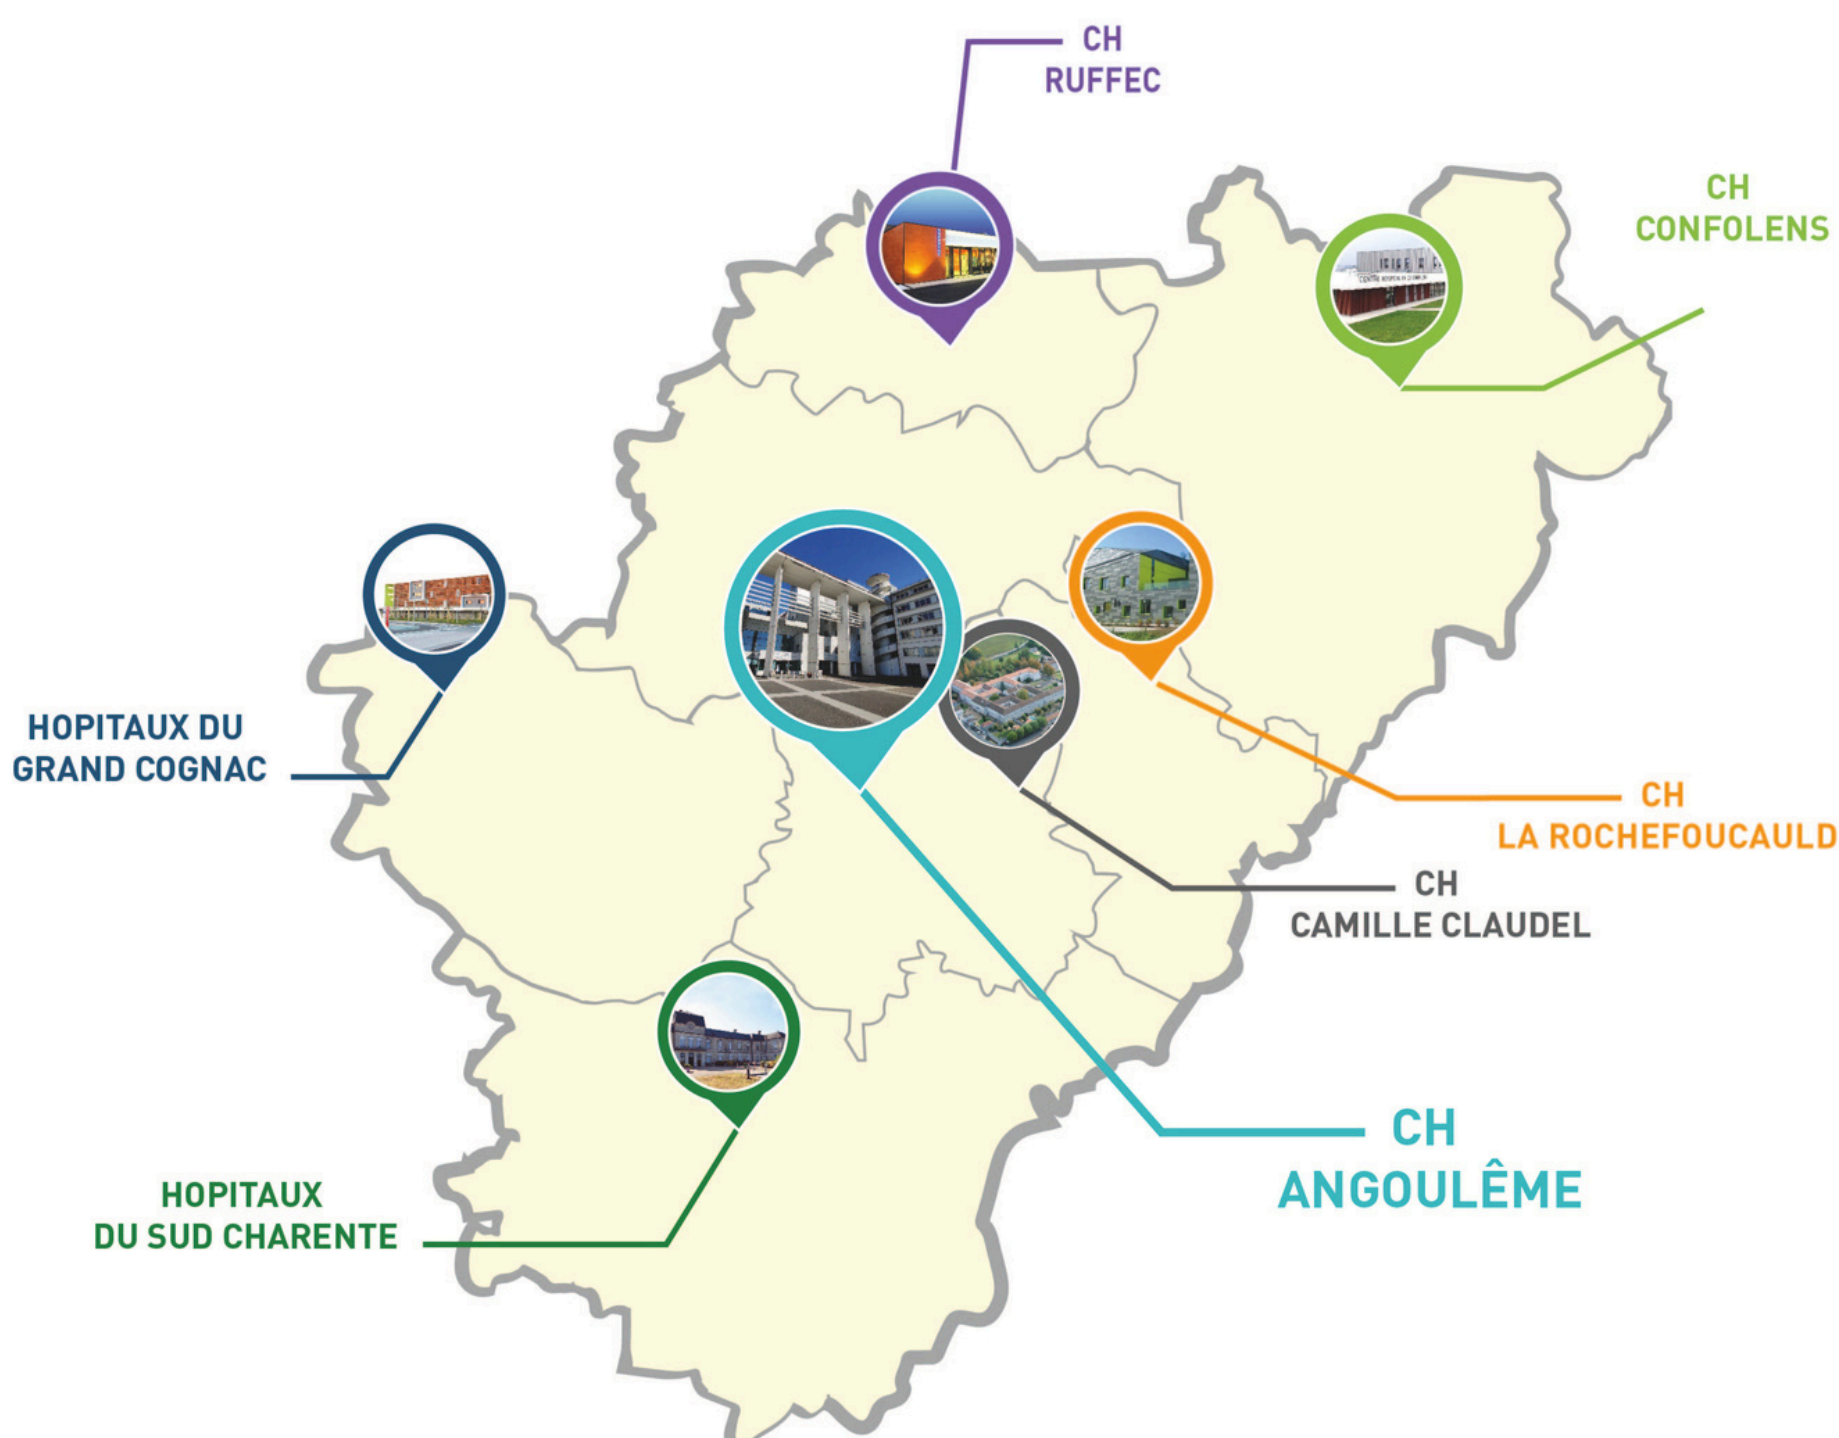 CH
RUFFEC
CH
CONFOLENS
HOPITAUX DU
GRAND COGNAC
CH
LA ROCHEFOUCAULD
CH
CAMILLE CLAUDEL
CH
ANGOULÊME
HOPITAUX
DU SUD CHARENTE